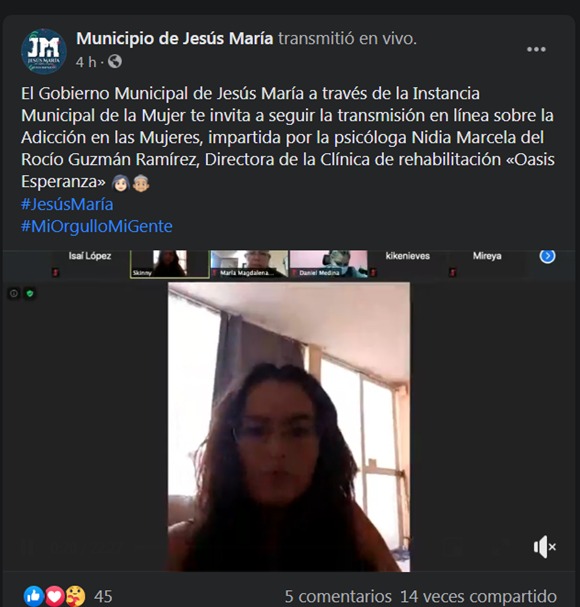 Municipio de Jesús María transmitió en vivo.
4 h ·
El Gobierno Municipal de Jesús María a través de la Instancia
Municipal de la Mujer te invita a seguir la transmisión en línea sobre la
Adicción en las Mujeres, impartida por la psicóloga Nidia Marcela del
Rocío Guzmán Ramírez, Directora de la Clínica de rehabilitación «Oasis
Esperanza»
#JesúsMaría
#MiOrgulloMiGente
Isaí López
Skinny
María Magdalena...
Daniel Medina
kikenieves
Mireya
45
5 comentarios 14 veces compartido